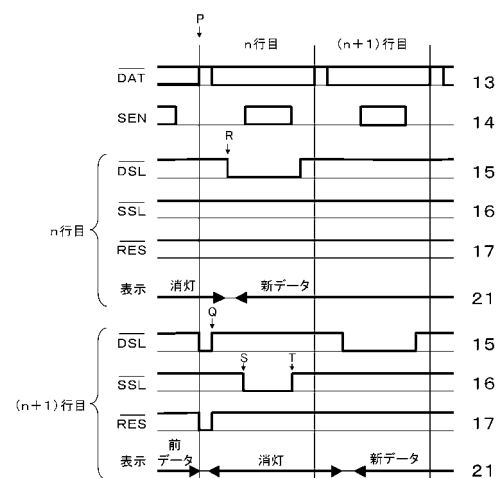 P
n行目 (n+1)行目
DAT 13
SEN 14
R
DSL 15
SSL 16
n行目
RES 17
表示 消灯 新データ 21
Q
DSL 15
S T
SSL 16
(n+1)行目
RES 17
前
表示 データ 消灯 新データ 21